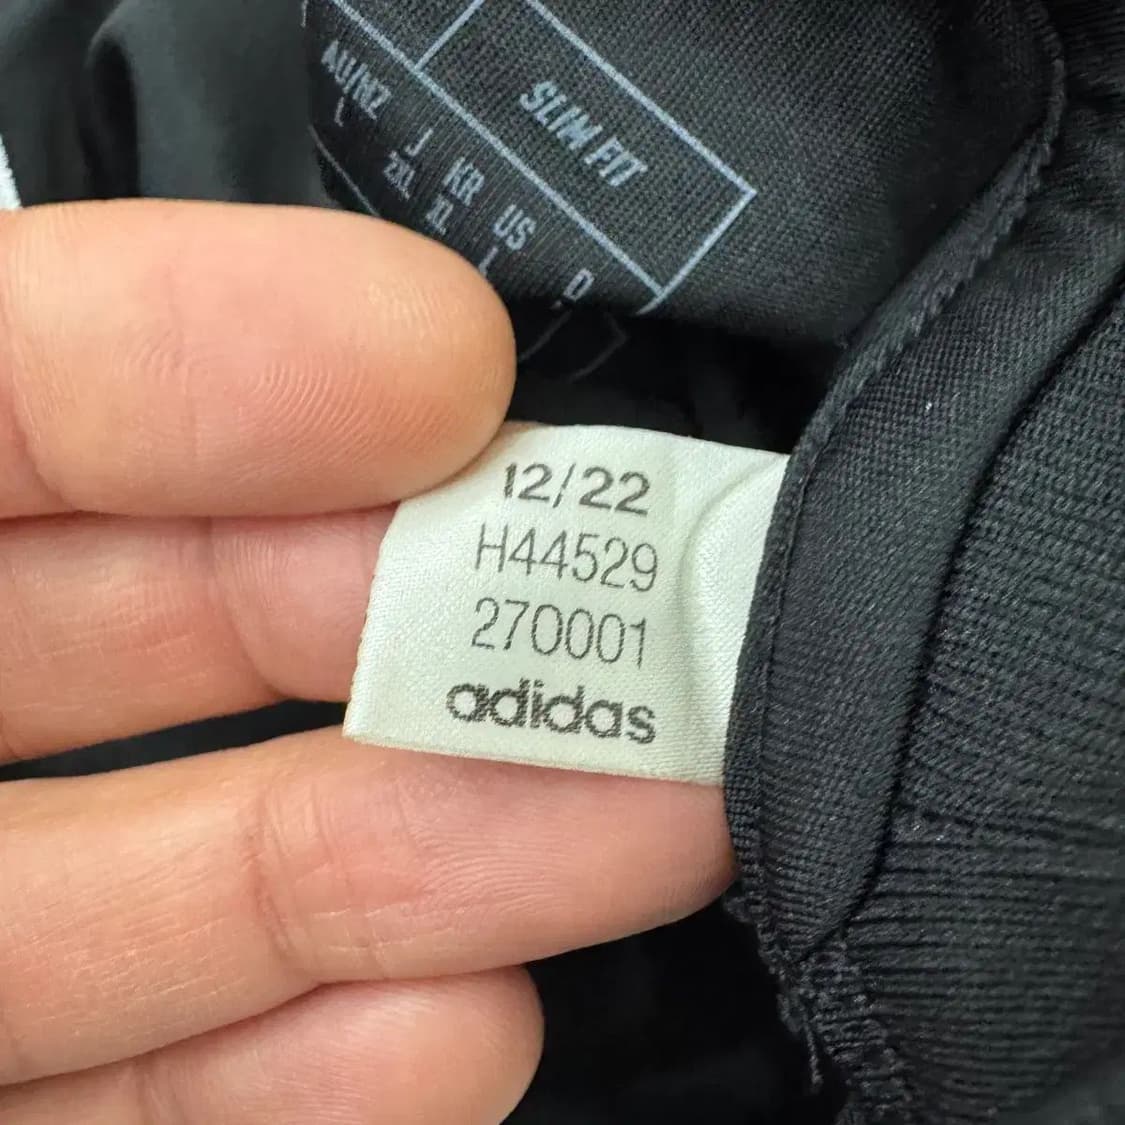 SLIM FIT
AU/NZ J KR US D
L 2XL XL L
12/22
H44529
270001
adidas